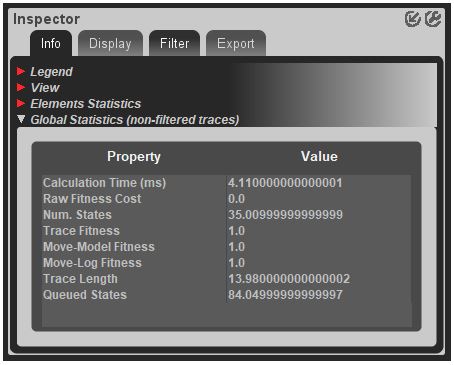 Inspector
Info Display Filter Export
Legend
View
Elements Statistics
Global Statistics (non-filtered traces)
Property Value
Calculation Time (ms) 4.110000000000001
Raw Fitness Cost 0.0
Num. States 35.00999999999999
Trace Fitness 1.0
Move-Model Fitness 1.0
Move-Log Fitness 1.0
Trace Length 13.980000000000002
Queued States 84.04999999999997